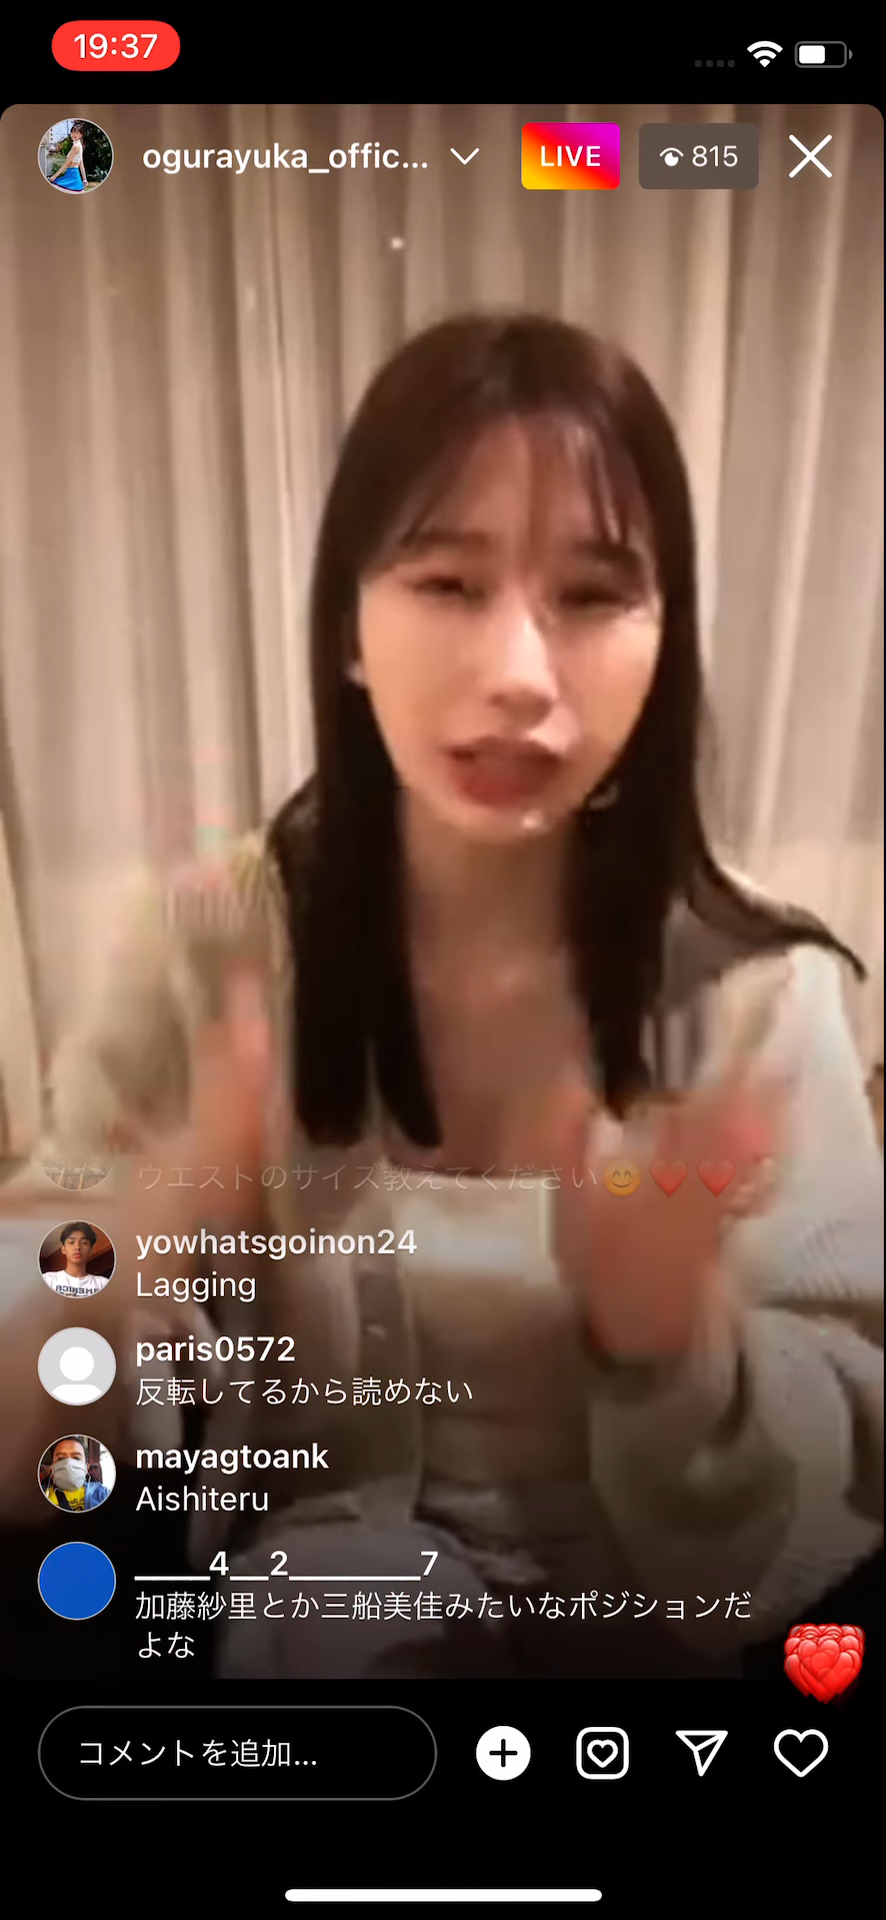 19:37
ogurayuka_offic...
LIVE
815
ウエストのサイズ教えてください😊❤️❤️
yowhatsgoinon24
Lagging
paris0572
反転してるから読めない
mayagtoank
Aishiteru
____4__2_______7
加藤紗里とか三船美佳みたいなポジションだ
よな
コメントを追加...